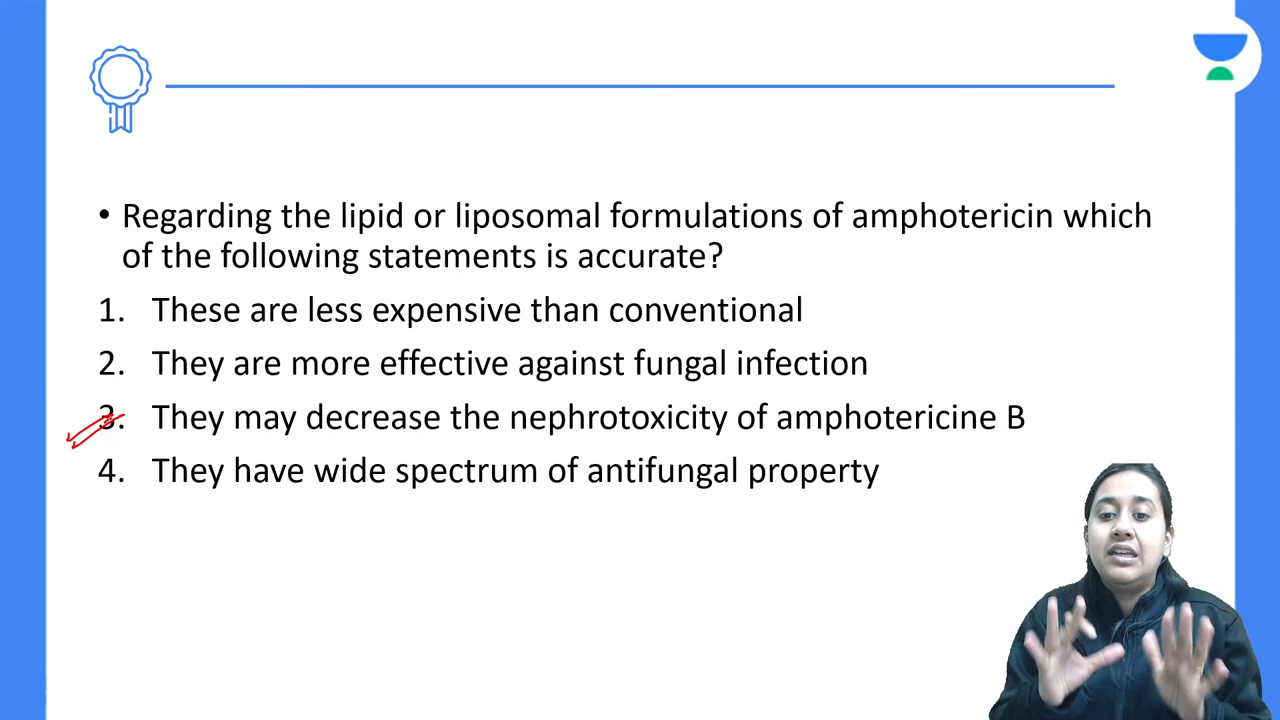 • Regarding the lipid or liposomal formulations of amphotericin which
of the following statements is accurate?
1. These are less expensive than conventional
2. They are more effective against fungal infection
3. They may decrease the nephrotoxicity of amphotericine B
4. They have wide spectrum of antifungal property